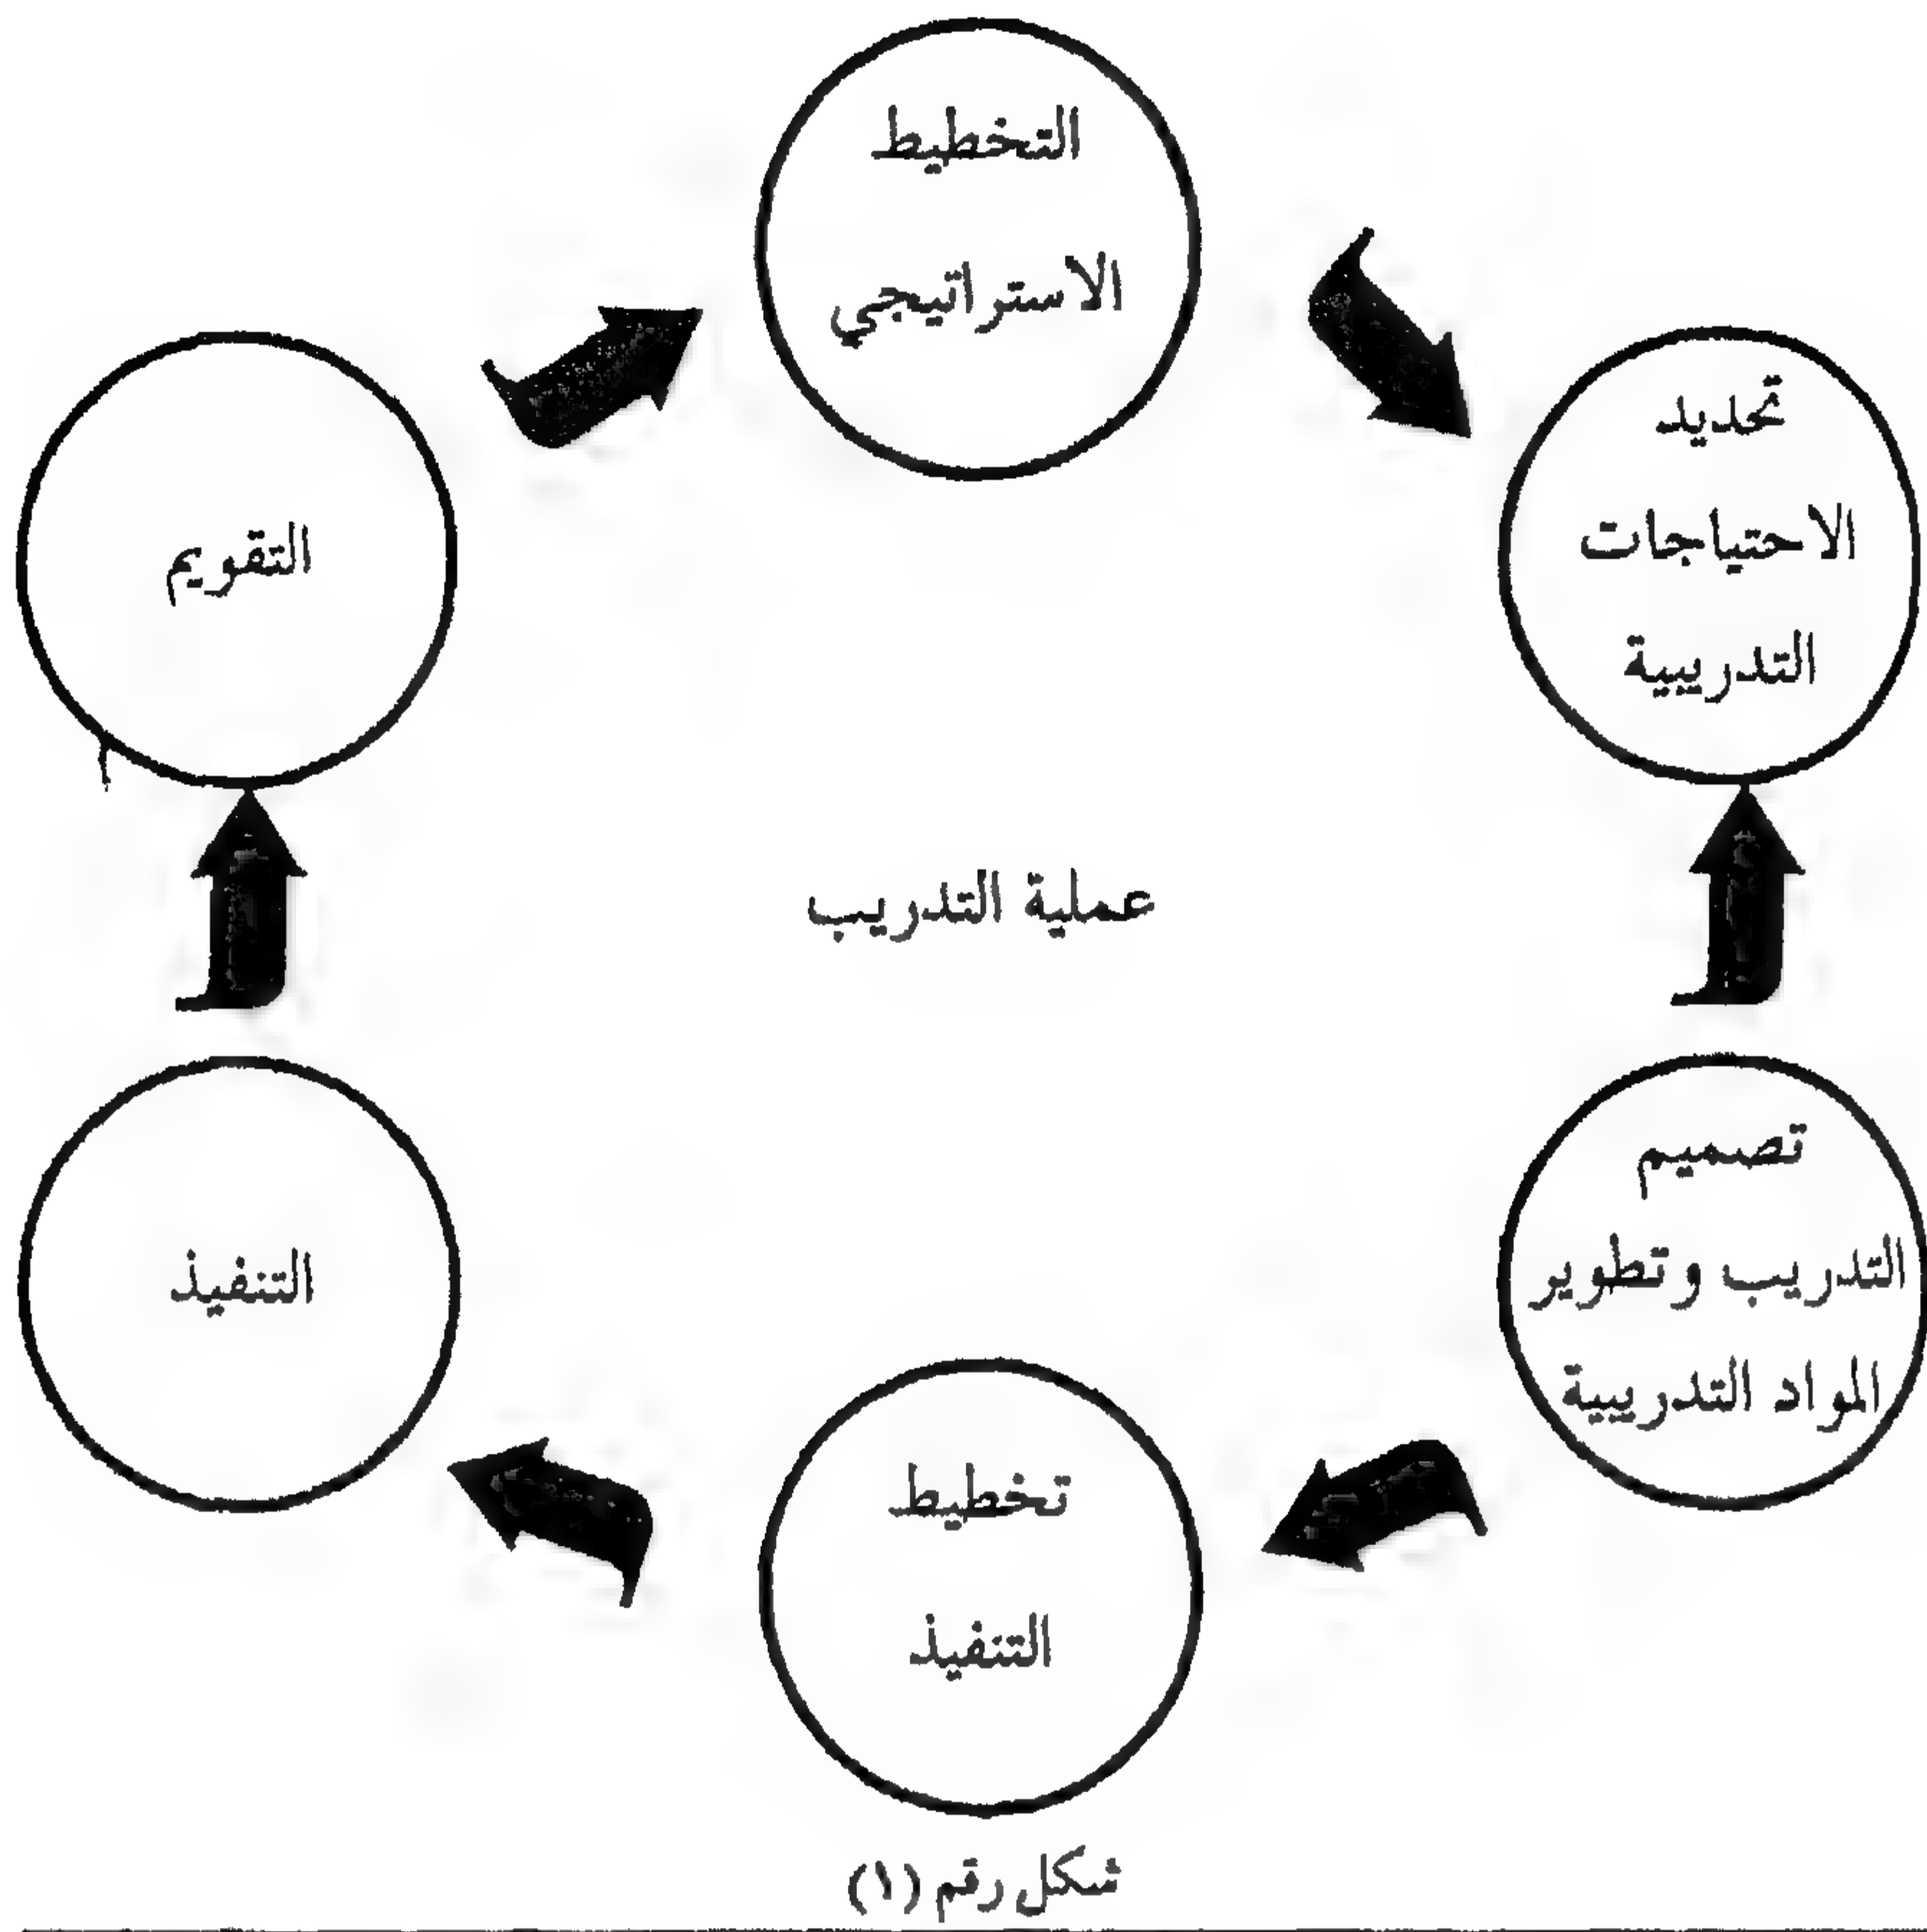 التخطيط
الاستراتيجي
تحديد
الاحتياجات
التدريبية
تصميم
التدريب وتطوير
المواد التدريبية
تخطيط
التنفيذ
التنفيذ
التقويم
عملية التدريب
شكل رقم (١)